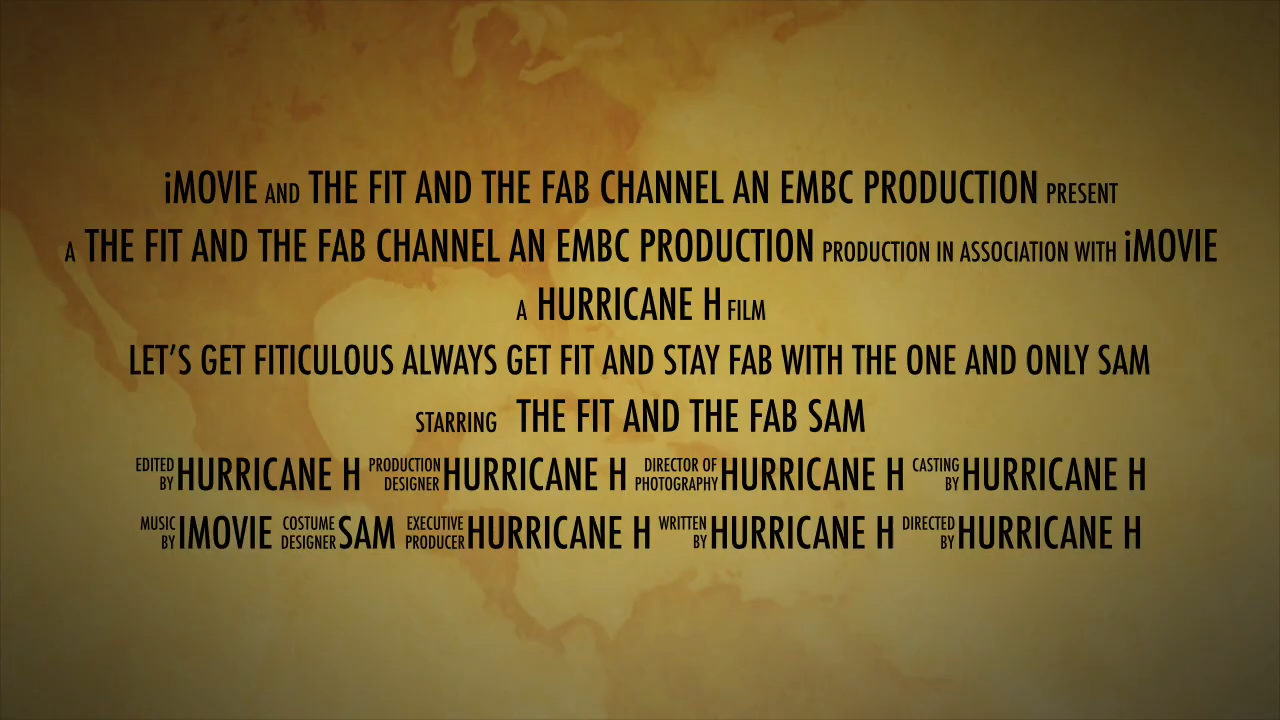 iMOVIE AND THE FIT AND THE FAB CHANNEL AN EMBC PRODUCTION PRESENT
A THE FIT AND THE FAB CHANNEL AN EMBC PRODUCTION PRODUCTION IN ASSOCIATION WITH iMOVIE
A HURRICANE H FILM
LET'S GET FITICULOUS ALWAYS GET FIT AND STAY FAB WITH THE ONE AND ONLY SAM
STARRING THE FIT AND THE FAB SAM
EDITED BY HURRICANE H PRODUCTION DESIGNER HURRICANE H DIRECTOR OF PHOTOGRAPHY HURRICANE H CASTING BY HURRICANE H
MUSIC BY IMOVIE COSTUME DESIGNER SAM EXECUTIVE PRODUCER HURRICANE H WRITTEN BY HURRICANE H DIRECTED BY HURRICANE H